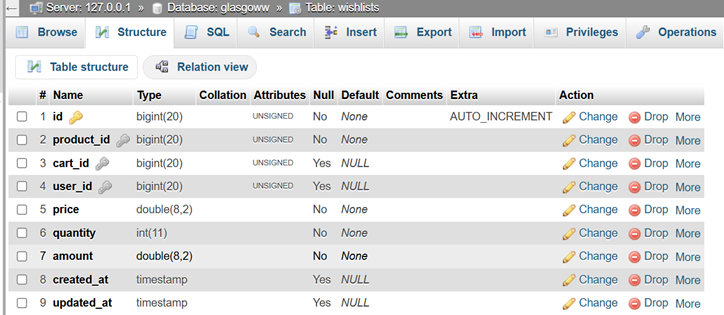 Server: 127.0.0.1 » Database: glasgoww » Table: wishlists
Browse Structure SQL Search Insert Export Import Privileges Operations
Table structure Relation view
# Name Type Collation Attributes Null Default Comments Extra Action
1 id bigint(20) UNSIGNED No None AUTO_INCREMENT Change Drop More
2 product_id bigint(20) UNSIGNED No None Change Drop More
3 cart_id bigint(20) UNSIGNED Yes NULL Change Drop More
4 user_id bigint(20) UNSIGNED Yes NULL Change Drop More
5 price double(8,2) No None Change Drop More
6 quantity int(11) No None Change Drop More
7 amount double(8,2) No None Change Drop More
8 created_at timestamp Yes NULL Change Drop More
9 updated_at timestamp Yes NULL Change Drop More